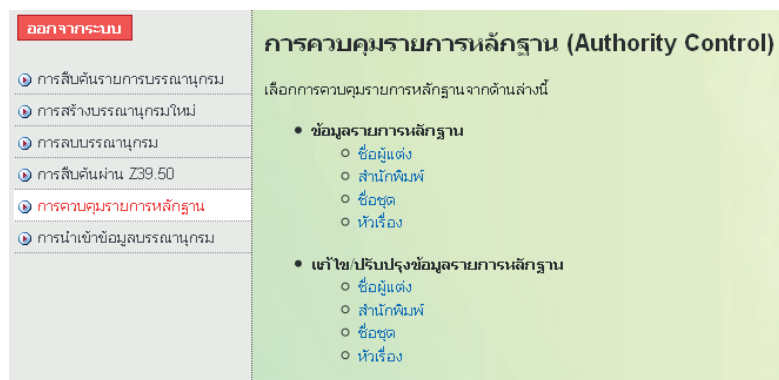 ออกจากระบบ
การสืบค้นรายการบรรณานุกรม
การสร้างบรรณานุกรมใหม่
การลบบรรณานุกรม
การสืบค้นผ่าน Z39.50
การควบคุมรายการหลักฐาน
การนำเข้าข้อมูลบรรณานุกรม
การควบคุมรายการหลักฐาน (Authority Control)
เลือกการควบคุมรายการหลักฐานจากด้านล่างนี้
ข้อมูลรายการหลักฐาน
ชื่อผู้แต่ง
สำนักพิมพ์
ชื่อชุด
หัวเรื่อง
แก้ไข/ปรับปรุงข้อมูลรายการหลักฐาน
ชื่อผู้แต่ง
สำนักพิมพ์
ชื่อชุด
หัวเรื่อง